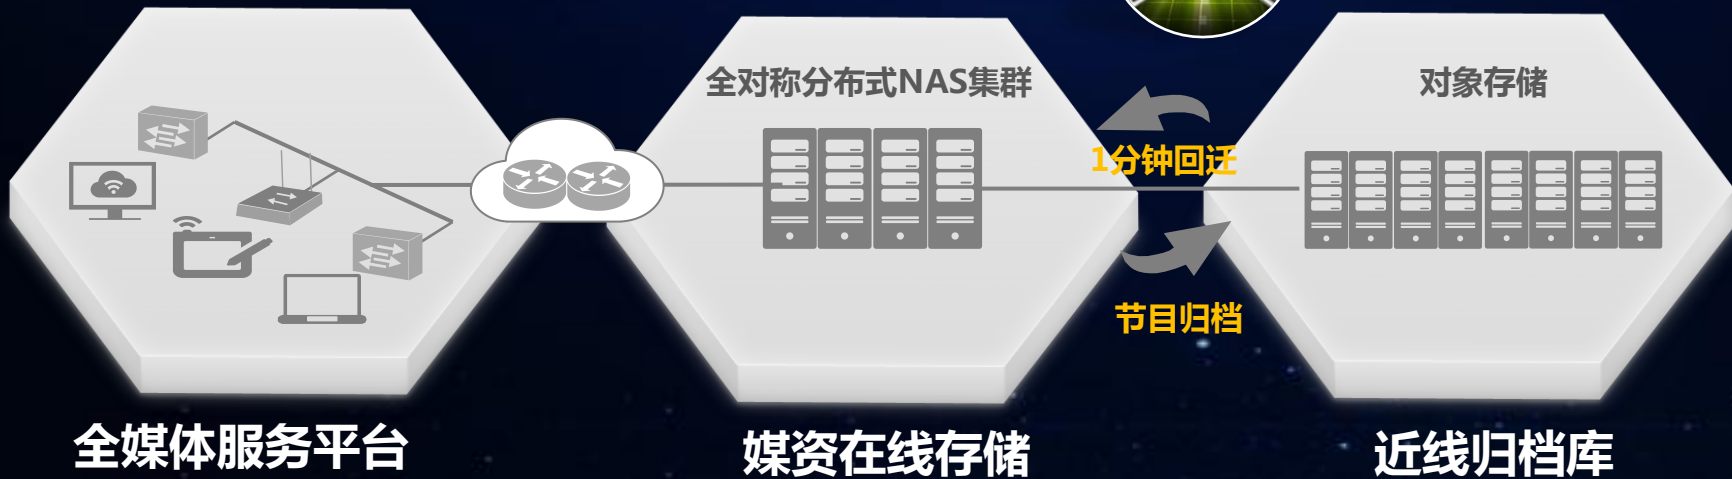 全对称分布式NAS集群
对象存储
1分钟回迁
节目归档
全媒体服务平台
媒资在线存储
近线归档库